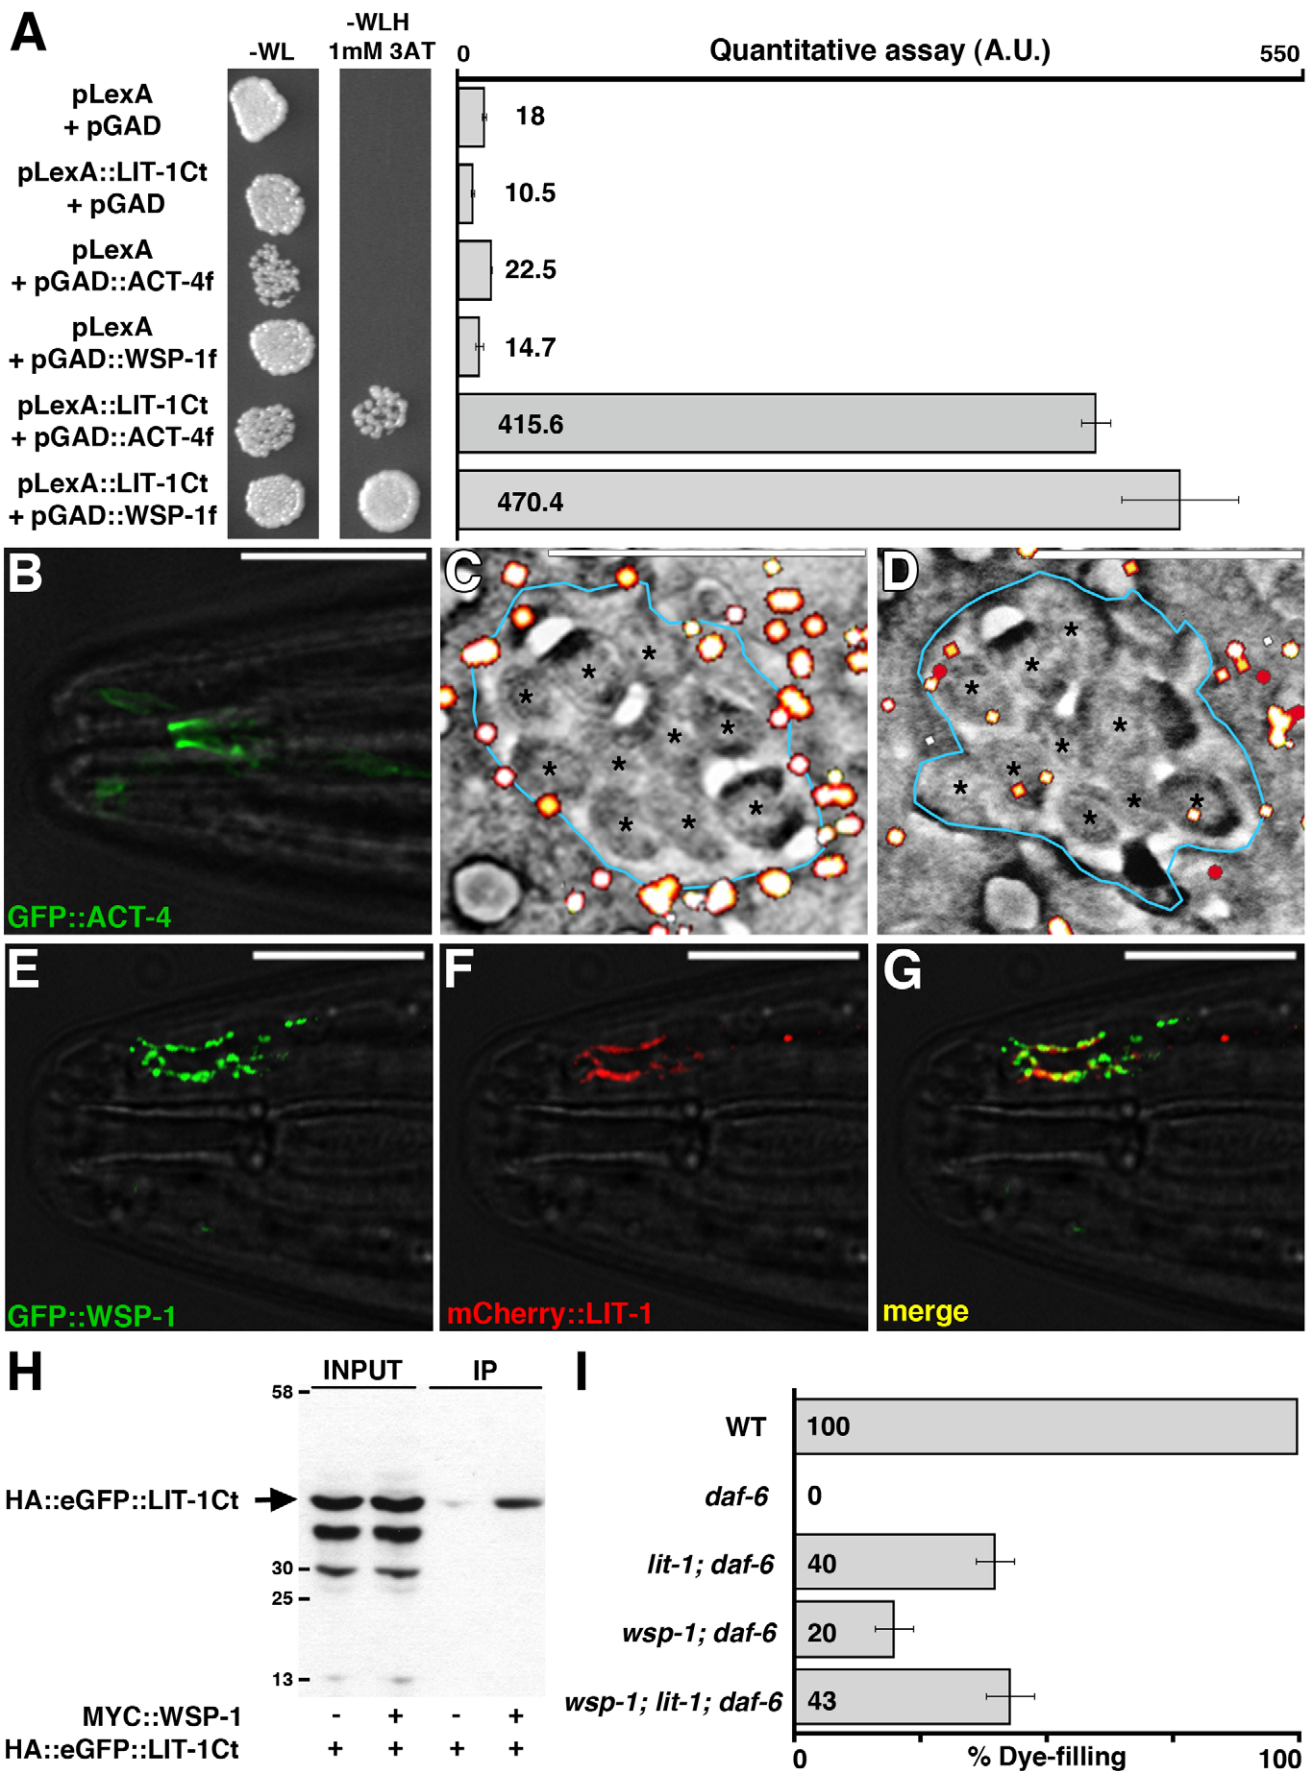 A
-WL
-WLH
1mM 3AT
0 Quantitative assay (A.U.) 550
pLexA
+ pGAD
18
pLexA::LIT-1Ct
+ pGAD
10.5
pLexA
+ pGAD::ACT-4f
22.5
pLexA
+ pGAD::WSP-1f
14.7
pLexA::LIT-1Ct
+ pGAD::ACT-4f
415.6
pLexA::LIT-1Ct
+ pGAD::WSP-1f
470.4
B
GFP::ACT-4
C
* * * * * * * * * * *
D
* * * * * * * * * * *
E
GFP::WSP-1
F
mCherry::LIT-1
G
merge
H
INPUT IP
58
HA::eGFP::LIT-1Ct
30
25
13
MYC::WSP-1 - + - +
HA::eGFP::LIT-1Ct + + + +
I
WT 100
daf-6 0
lit-1; daf-6 40
wsp-1; daf-6 20
wsp-1; lit-1; daf-6 43
0 % Dye-filling 100